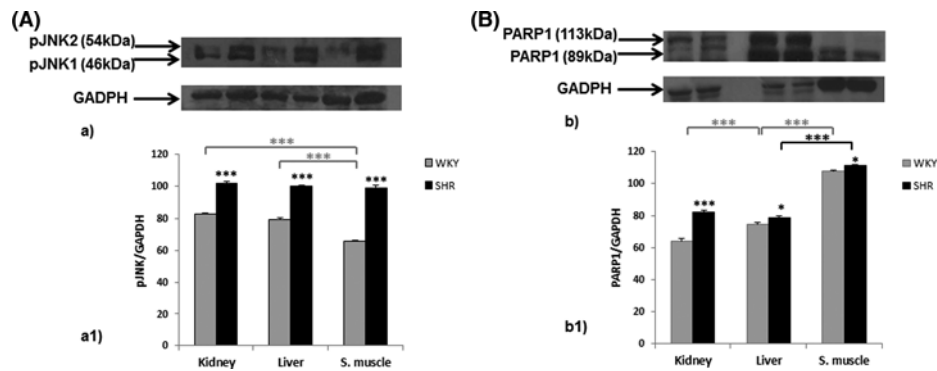 (A)
pJNK2 (54kDa)
pJNK1 (46kDa)
GADPH
a)
***
***
120
100
80
60
40
20
0
pJNK/GAPDH
***
***
***
WKY
SHR
a1)
Kidney
Liver
S. muscle
(B)
PARP1 (113kDa)
PARP1 (89kDa)
GADPH
b)
***
***
***
120
100
80
60
40
20
0
PARP1/GAPDH
***
*
*
WKY
SHR
b1)
Kidney
Liver
S. muscle